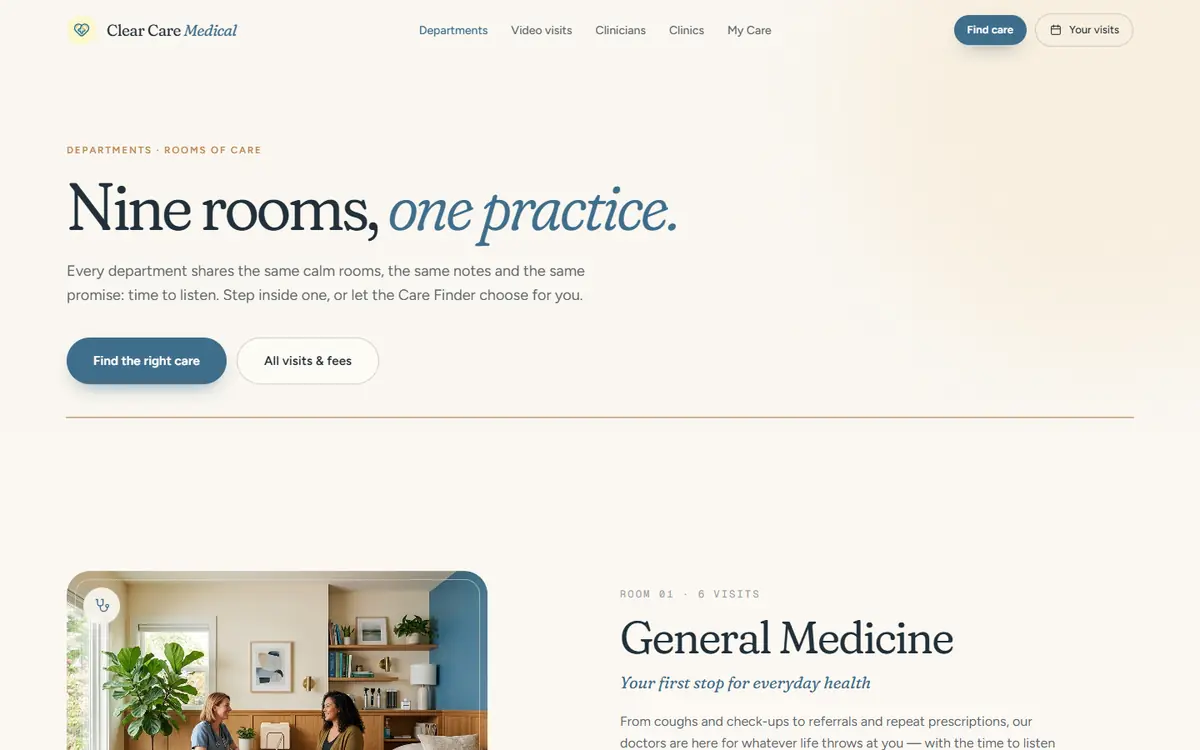 Clear Care Medical
Departments
Video visits
Clinicians
Clinics
My Care
Find care
Your visits
DEPARTMENTS · ROOMS OF CARE
Nine rooms, one practice.
Every department shares the same calm rooms, the same notes and the same
promise: time to listen. Step inside one, or let the Care Finder choose for you.
Find the right care
All visits & fees
ROOM 01 · 6 VISITS
General Medicine
Your first stop for everyday health
From coughs and check-ups to referrals and repeat prescriptions, our
doctors are here for whatever life throws at you — with the time to listen